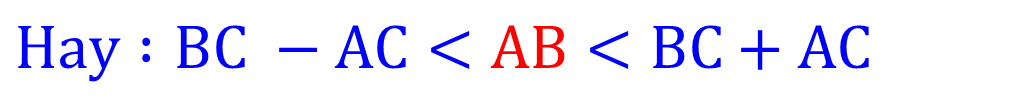 Hay : BC − AC < AB < BC + AC